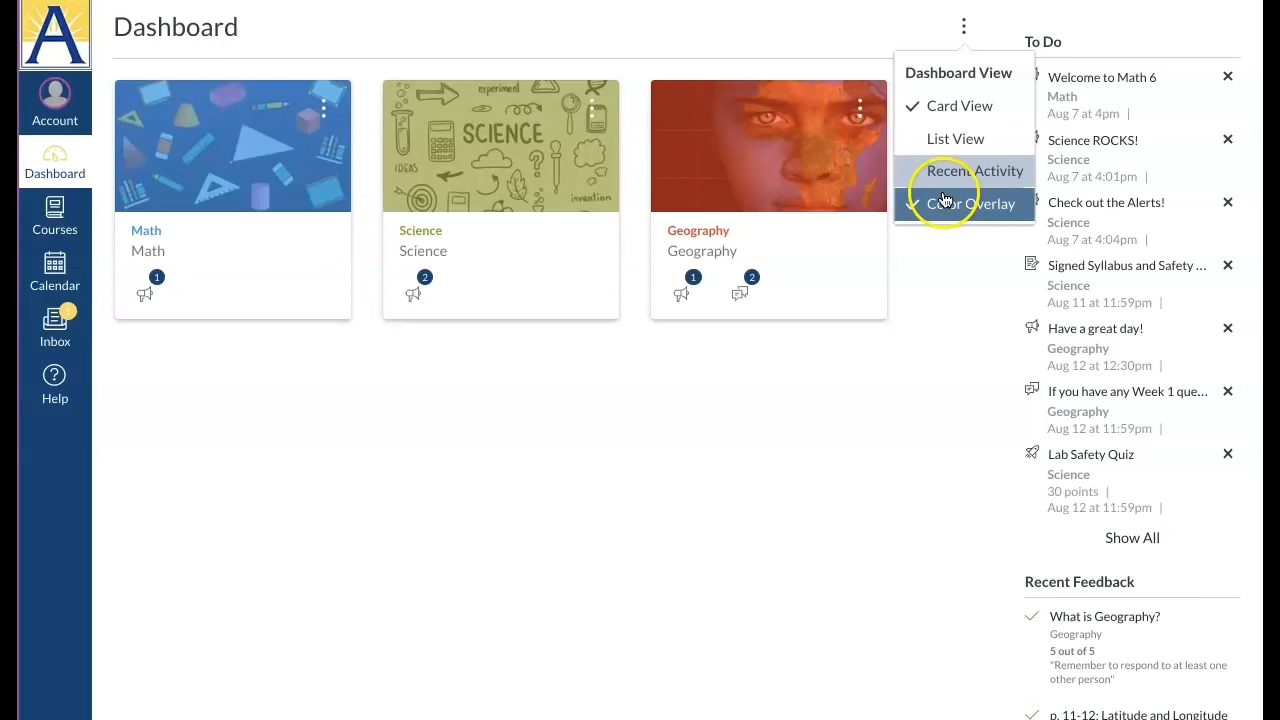 A
Account
Dashboard
Courses
Calendar
1
Inbox
Help
Dashboard
experiment
SCIENCE
IDEAS
invention
Math
Math
1
Science
Science
2
Geography
Geography
1
2
Dashboard View
Card View
List View
Recent Activity
Color Overlay
To Do
Welcome to Math 6
Math
Aug 7 at 4pm |
Science ROCKS!
Science
Aug 7 at 4:01pm |
Check out the Alerts!
Science
Aug 7 at 4:04pm |
Signed Syllabus and Safety ...
Science
Aug 11 at 11:59pm |
Have a great day!
Geography
Aug 12 at 12:30pm |
If you have any Week 1 que...
Geography
Aug 12 at 11:59pm |
Lab Safety Quiz
Science
30 points |
Aug 12 at 11:59pm |
Show All
Recent Feedback
What is Geography?
Geography
5 out of 5
"Remember to respond to at least one
other person"
p. 11-12: Latitude and Longitude